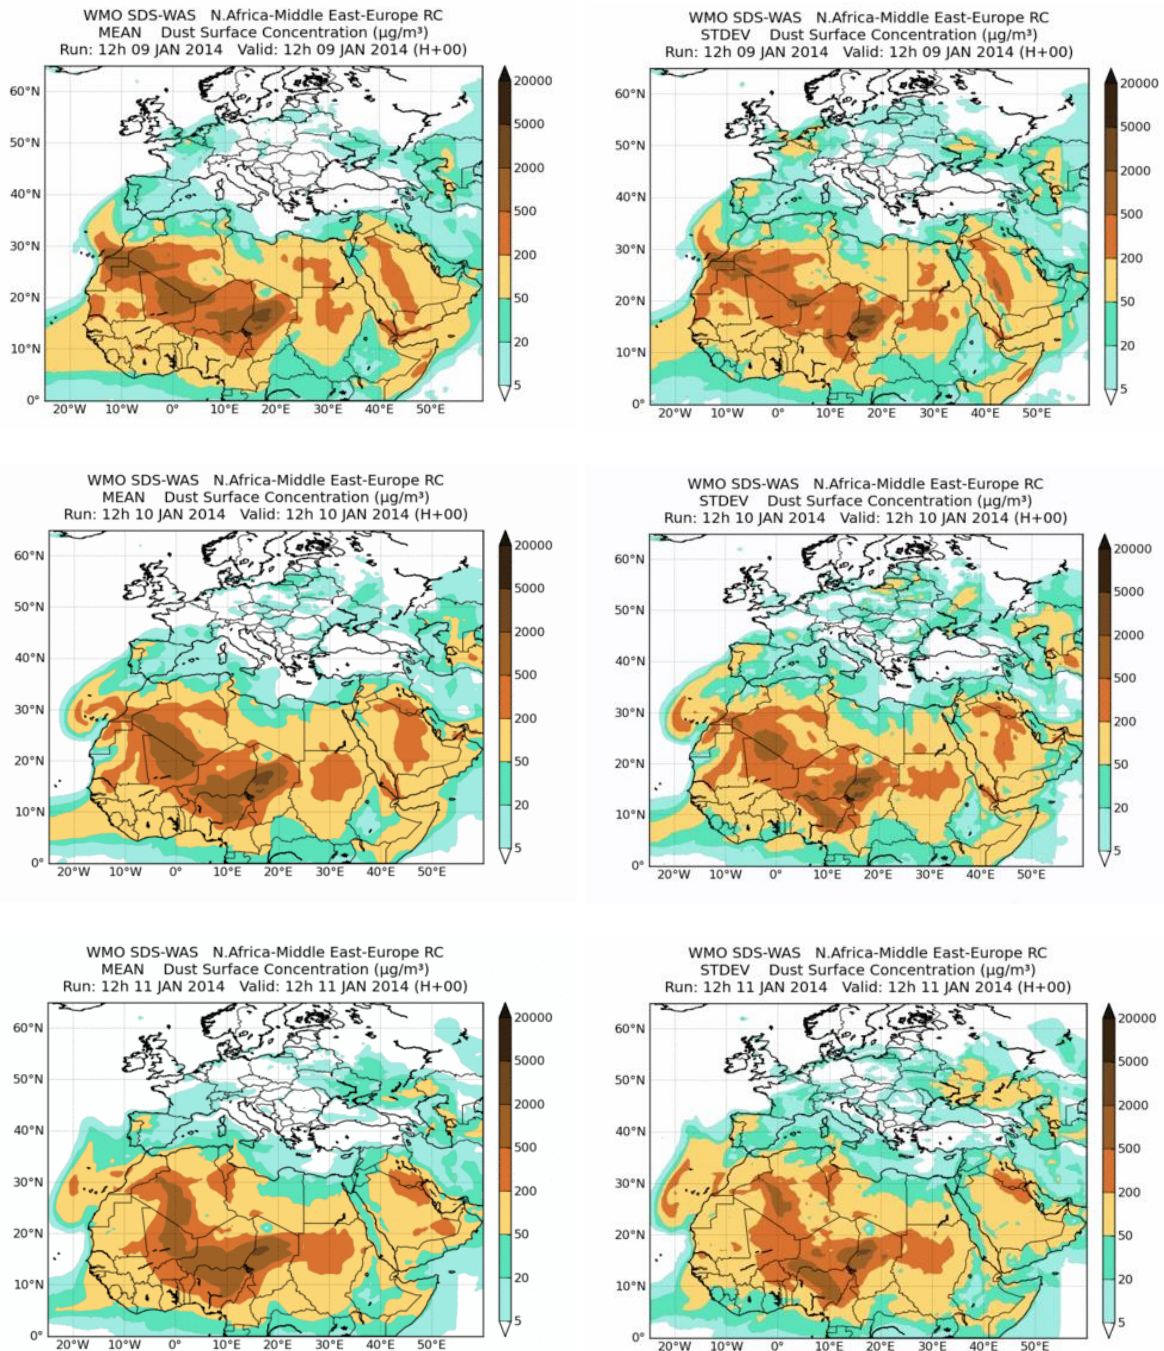 WMO SDS-WAS N.Africa-Middle East-Europe RC
MEAN Dust Surface Concentration (µg/m³)
Run: 12h 09 JAN 2014 Valid: 12h 09 JAN 2014 (H+00)
60°N
50°N
40°N
30°N
20°N
10°N
0°
20°W 10°W 0° 10°E 20°E 30°E 40°E 50°E
20000
5000
2000
500
200
50
20
5
WMO SDS-WAS N.Africa-Middle East-Europe RC
STDEV Dust Surface Concentration (µg/m³)
Run: 12h 09 JAN 2014 Valid: 12h 09 JAN 2014 (H+00)
60°N
50°N
40°N
30°N
20°N
10°N
0°
20°W 10°W 0° 10°E 20°E 30°E 40°E 50°E
20000
5000
2000
500
200
50
20
5
WMO SDS-WAS N.Africa-Middle East-Europe RC
MEAN Dust Surface Concentration (µg/m³)
Run: 12h 10 JAN 2014 Valid: 12h 10 JAN 2014 (H+00)
60°N
50°N
40°N
30°N
20°N
10°N
0°
20°W 10°W 0° 10°E 20°E 30°E 40°E 50°E
20000
5000
2000
500
200
50
20
5
WMO SDS-WAS N.Africa-Middle East-Europe RC
STDEV Dust Surface Concentration (µg/m³)
Run: 12h 10 JAN 2014 Valid: 12h 10 JAN 2014 (H+00)
60°N
50°N
40°N
30°N
20°N
10°N
0°
20°W 10°W 0° 10°E 20°E 30°E 40°E 50°E
20000
5000
2000
500
200
50
20
5
WMO SDS-WAS N.Africa-Middle East-Europe RC
MEAN Dust Surface Concentration (µg/m³)
Run: 12h 11 JAN 2014 Valid: 12h 11 JAN 2014 (H+00)
60°N
50°N
40°N
30°N
20°N
10°N
0°
20°W 10°W 0° 10°E 20°E 30°E 40°E 50°E
20000
5000
2000
500
200
50
20
5
WMO SDS-WAS N.Africa-Middle East-Europe RC
STDEV Dust Surface Concentration (µg/m³)
Run: 12h 11 JAN 2014 Valid: 12h 11 JAN 2014 (H+00)
60°N
50°N
40°N
30°N
20°N
10°N
0°
20°W 10°W 0° 10°E 20°E 30°E 40°E 50°E
20000
5000
2000
500
200
50
20
5